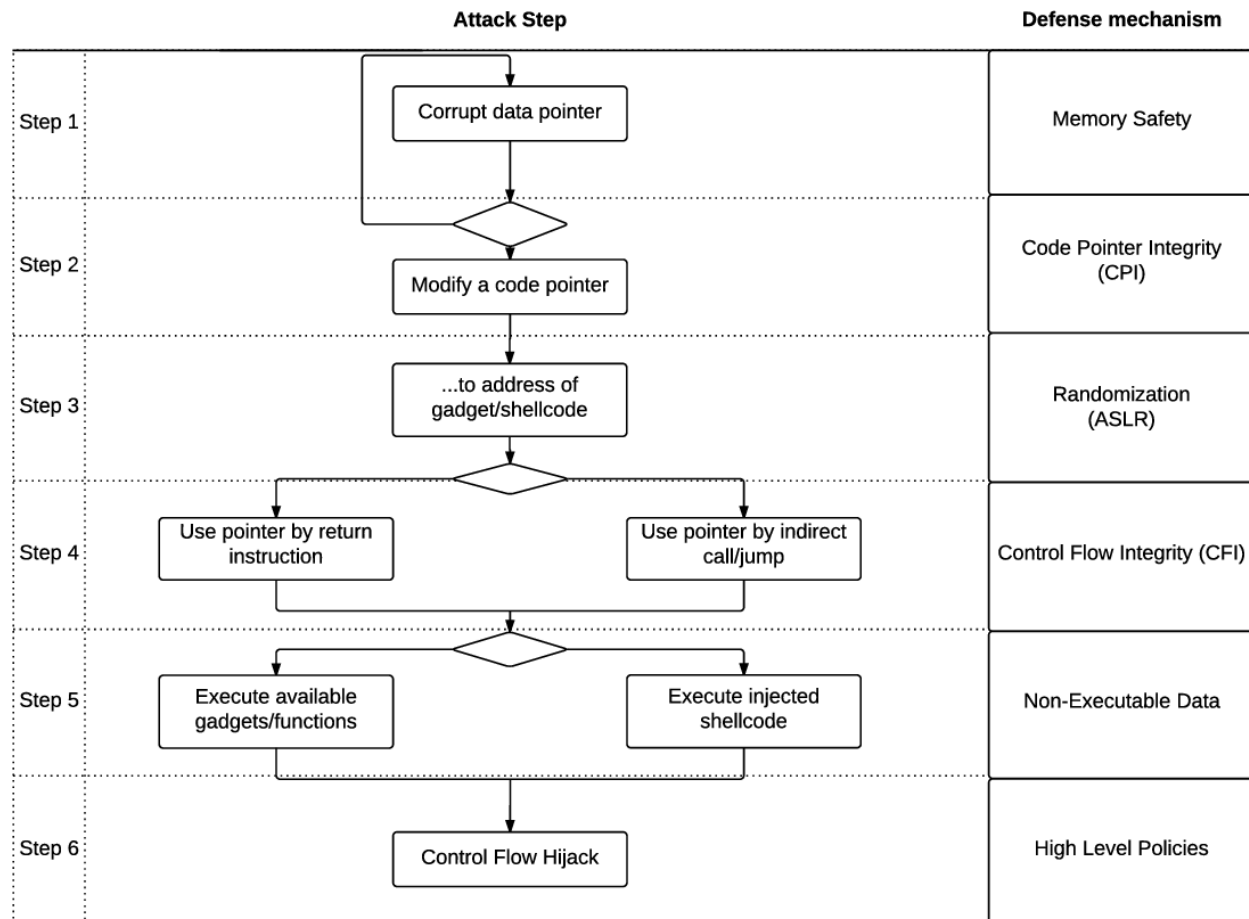 Attack Step
Defense mechanism
Step 1
Corrupt data pointer
Memory Safety
Step 2
Modify a code pointer
Code Pointer Integrity
(CPI)
Step 3
...to address of
gadget/shellcode
Randomization
(ASLR)
Step 4
Use pointer by return
instruction
Use pointer by indirect
call/jump
Control Flow Integrity (CFI)
Step 5
Execute available
gadgets/functions
Execute injected
shellcode
Non-Executable Data
Step 6
Control Flow Hijack
High Level Policies